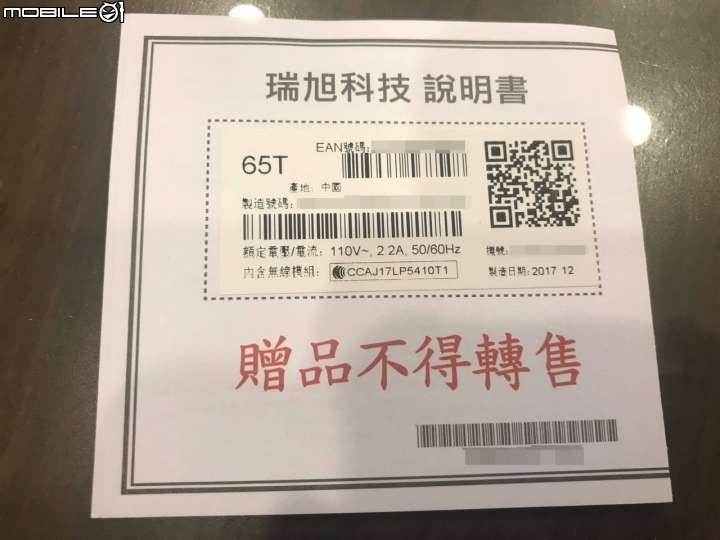 MOBILE01
瑞旭科技 說明書
EAN號碼:
65T
產地: 中國
製造號碼:
額定電壓/電流: 110V~, 2.2A, 50/60Hz
機號:
內含無線模組: CCAJ17LP5410T1
製造日期: 2017 12
贈品不得轉售